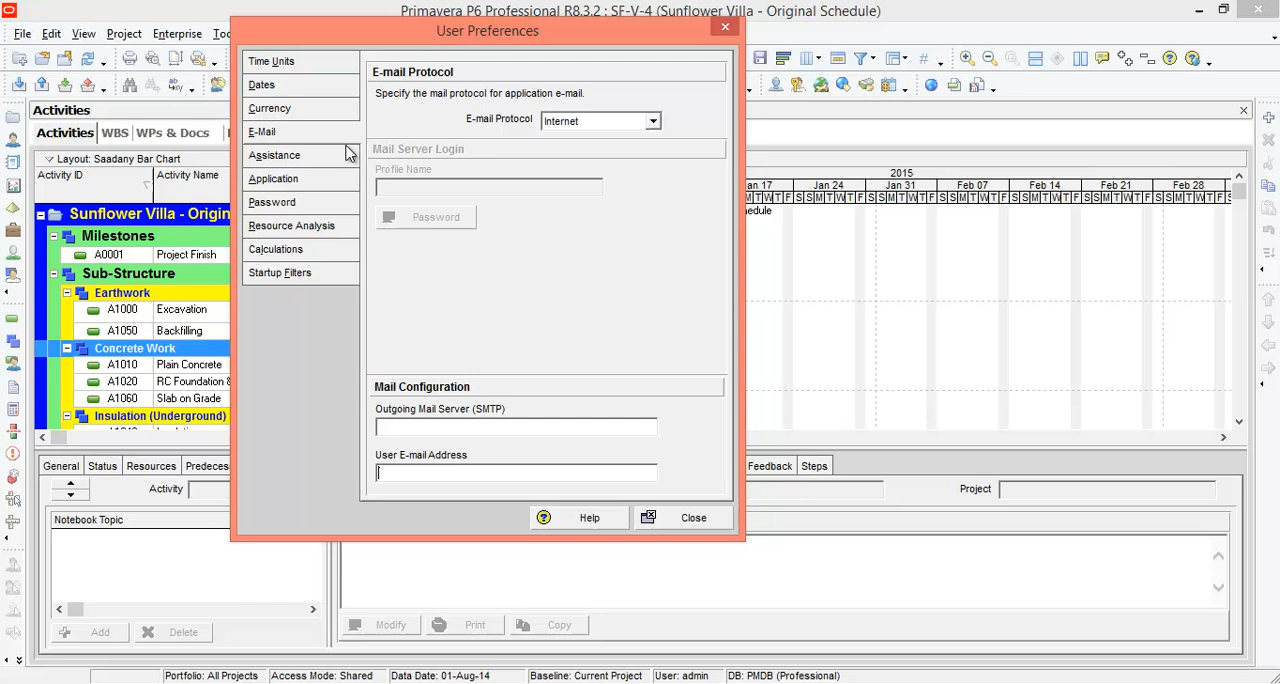 Primavera P6 Professional R8.3.2 : SF-V-4 (Sunflower Villa - Original Schedule)
File Edit View Project Enterprise
User Preferences
Time Units
Dates
Currency
E-Mail
Assistance
Application
Password
Resource Analysis
Calculations
Startup Filters
E-mail Protocol
Specify the mail protocol for application e-mail.
E-mail Protocol Internet
Mail Server Login
Profile Name
Password
Mail Configuration
Outgoing Mail Server (SMTP)
User E-mail Address
Help Close
Activities
Activities WBS WPs & Docs
Layout: Saadany Bar Chart
Activity ID Activity Name
Sunflower Villa - Origin
Milestones
A0001 Project Finish
Sub-Structure
Earthwork
A1000 Excavation
A1050 Backfilling
Concrete Work
A1010 Plain Concrete
A1020 RC Foundation &
A1060 Slab on Grade
Insulation (Underground)
2015
an 17 Jan 24 Jan 31 Feb 07 Feb 14 Feb 21 Feb 28
M T W T F S S M T W T F S S M T W T F S S M T W T F S S M T W T F S S M T W T F S S M T W T F S
edule
General Status Resources Predeces Feedback Steps
Activity Project
Notebook Topic
Add Delete Modify Print Copy
Portfolio: All Projects Access Mode: Shared Data Date: 01-Aug-14 Baseline: Current Project User: admin DB: PMDB (Professional)